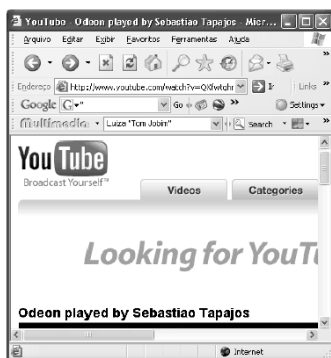 YouTube - Odeon played by Sebastiao Tapajos - Micr...
Arquivo Editar Exibir Favoritos Ferramentas Ajuda
Endereço http://www.youtube.com/watch?v= Ir Links »
Google G Go » Settings
Multimedia: Luiza "Tom Jobim" Search »
YouTube
Broadcast Yourself™
Videos Categories
Looking for YouTu
Odeon played by Sebastiao Tapajos
Internet